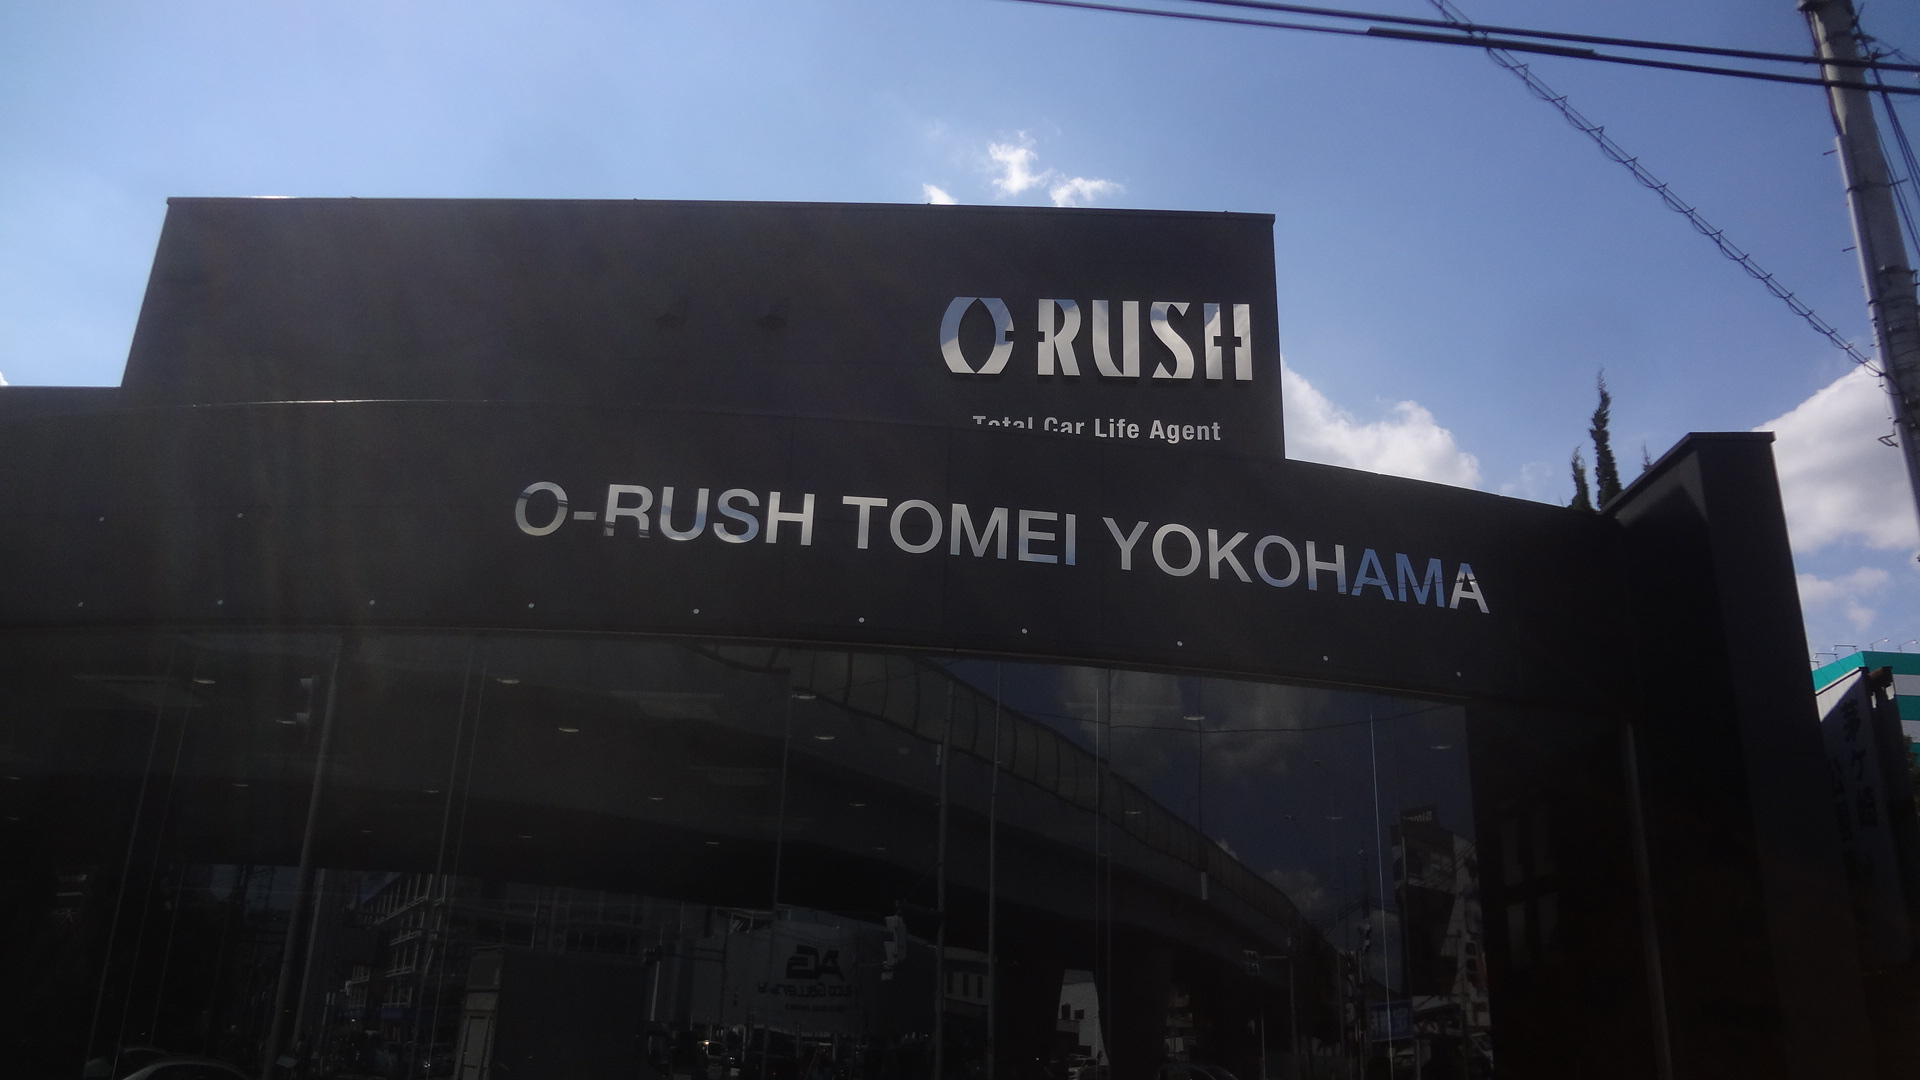 O RUSH
Total Car Life Agent
O-RUSH TOMEI YOKOHAMA